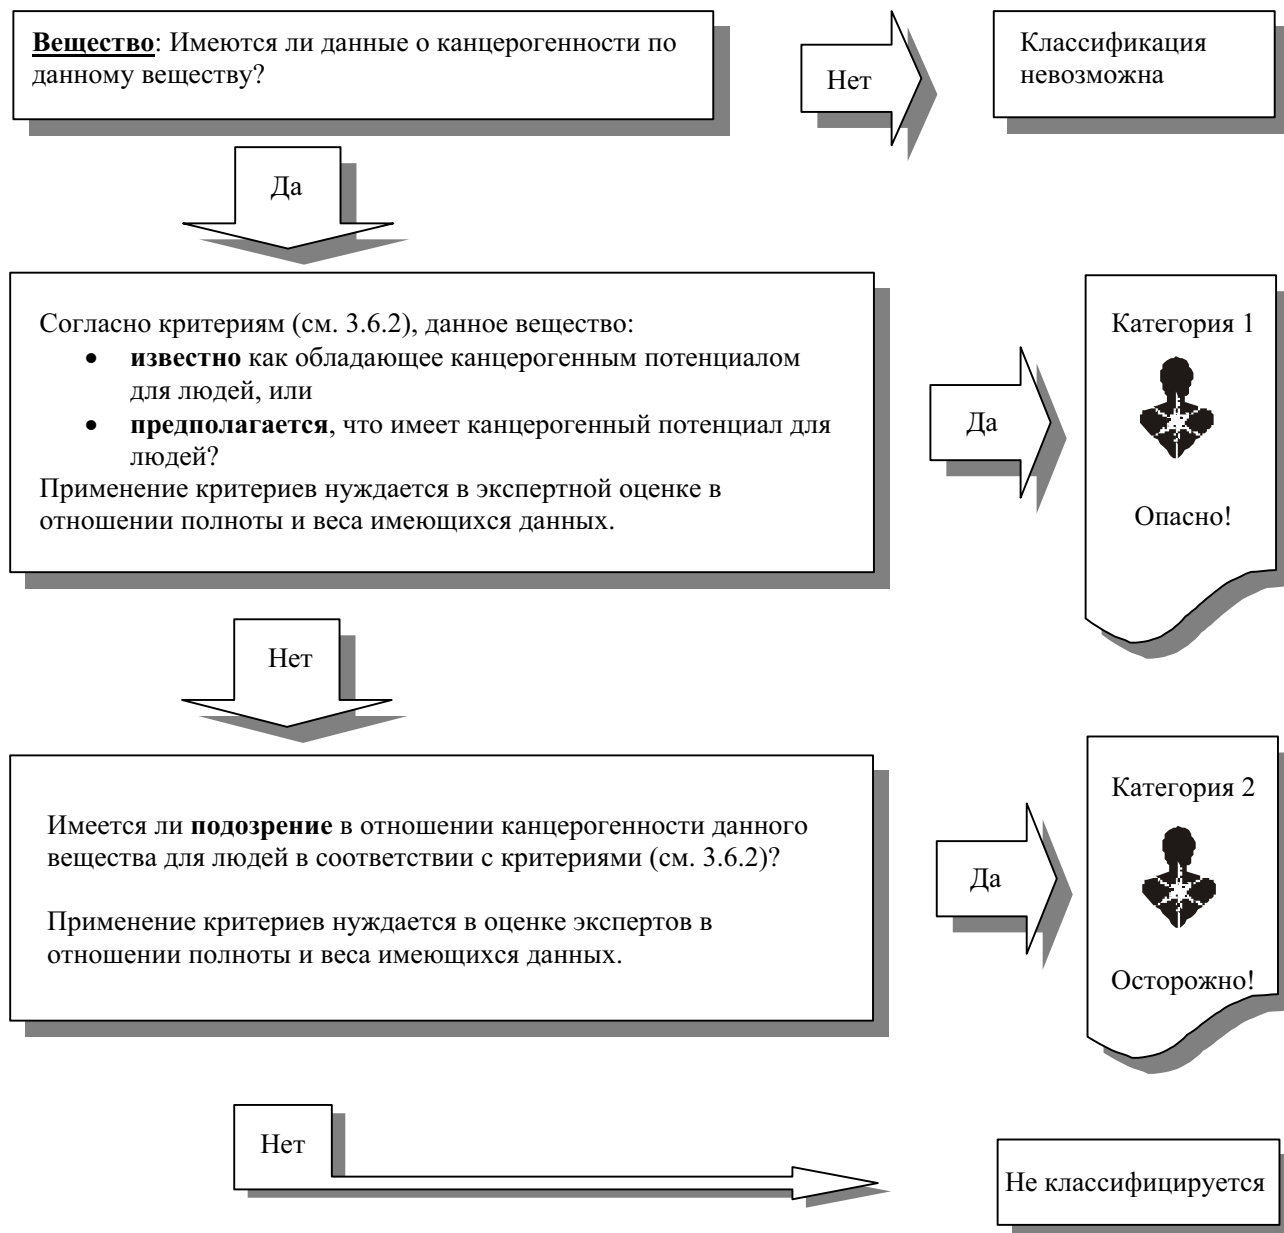 Вещество: Имеются ли данные о канцерогенности по
данному веществу?
Нет
Классификация
невозможна
Да
Согласно критериям (см. 3.6.2), данное вещество:
• известно как обладающее канцерогенным потенциалом
для людей, или
• предполагается, что имеет канцерогенный потенциал для
людей?
Применение критериев нуждается в экспертной оценке в
отношении полноты и веса имеющихся данных.
Да
Категория 1
Опасно!
Нет
Имеется ли подозрение в отношении канцерогенности данного
вещества для людей в соответствии с критериями (см. 3.6.2)?
Применение критериев нуждается в оценке экспертов в
отношении полноты и веса имеющихся данных.
Да
Категория 2
Осторожно!
Нет
Не классифицируется